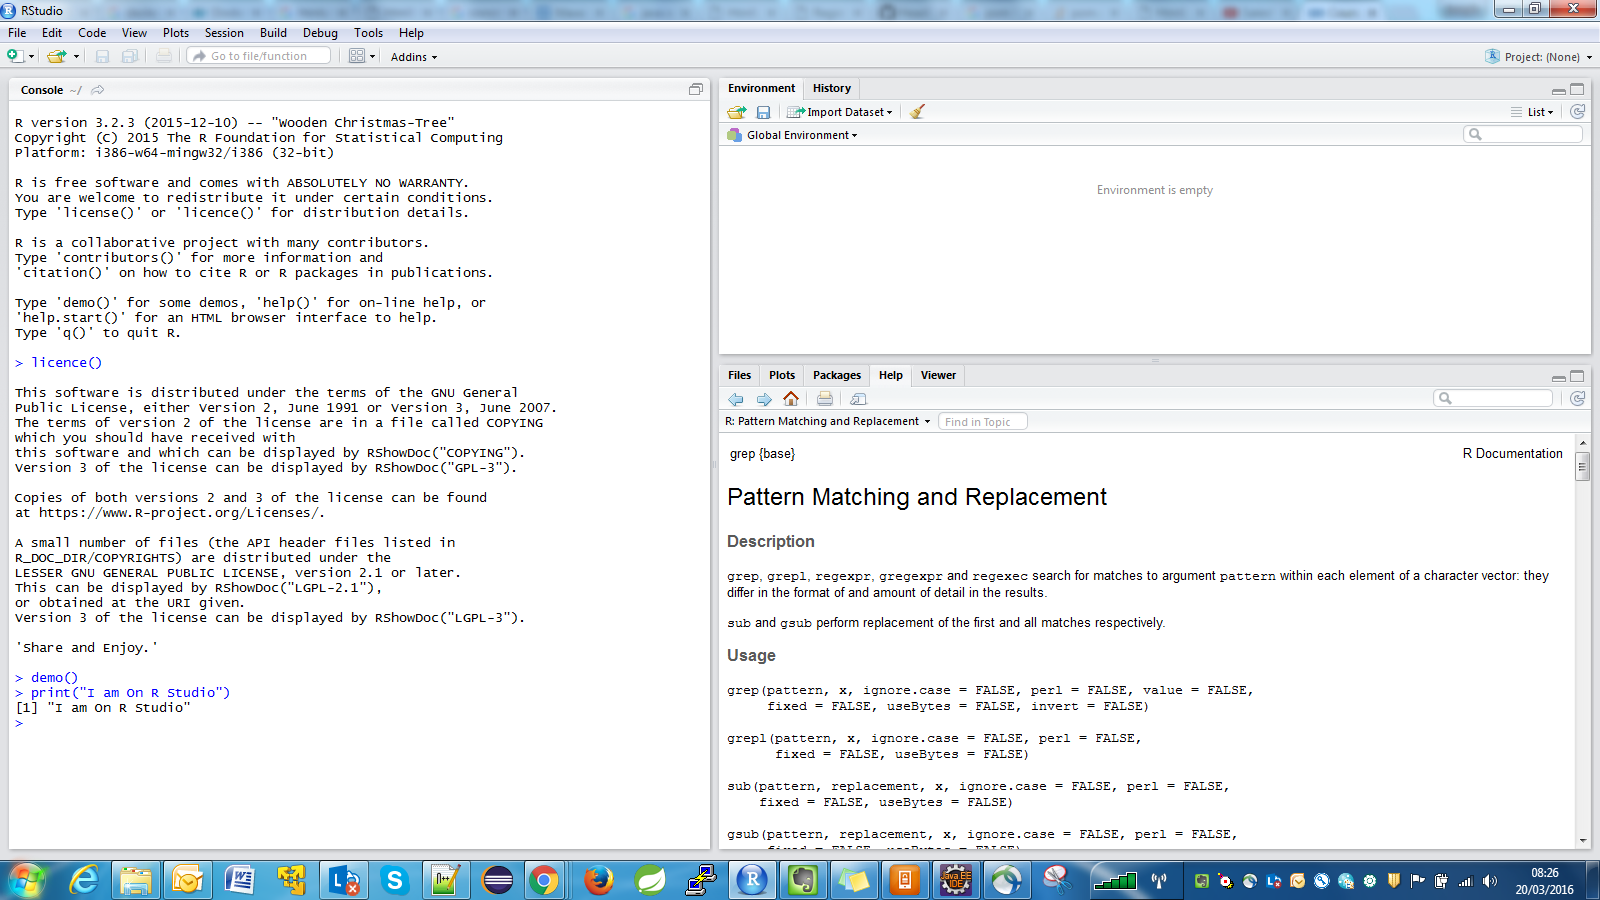 RStudio
File Edit Code View Plots Session Build Debug Tools Help
Go to file/function Addins Project: (None)
Console ~/
R version 3.2.3 (2015-12-10) -- "Wooden Christmas-Tree"
Copyright (C) 2015 The R Foundation for Statistical Computing
Platform: i386-w64-mingw32/i386 (32-bit)
R is free software and comes with ABSOLUTELY NO WARRANTY.
You are welcome to redistribute it under certain conditions.
Type 'license()' or 'licence()' for distribution details.
R is a collaborative project with many contributors.
Type 'contributors()' for more information and
'citation()' on how to cite R or R packages in publications.
Type 'demo()' for some demos, 'help()' for on-line help, or
'help.start()' for an HTML browser interface to help.
Type 'q()' to quit R.
> licence()
This software is distributed under the terms of the GNU General
Public License, either Version 2, June 1991 or Version 3, June 2007.
The terms of version 2 of the license are in a file called COPYING
which you should have received with
this software and which can be displayed by RShowDoc("COPYING").
Version 3 of the license can be displayed by RShowDoc("GPL-3").
Copies of both versions 2 and 3 of the license can be found
at https://www.R-project.org/Licenses/.
A small number of files (the API header files listed in
R_DOC_DIR/COPYRIGHTS) are distributed under the
LESSER GNU GENERAL PUBLIC LICENSE, version 2.1 or later.
This can be displayed by RShowDoc("LGPL-2.1"),
or obtained at the URI given.
Version 3 of the license can be displayed by RShowDoc("LGPL-3").
'Share and Enjoy.'
> demo()
> print("I am On R Studio")
[1] "I am On R Studio"
>
Environment History
Import Dataset List
Global Environment
Environment is empty
Files Plots Packages Help Viewer
R: Pattern Matching and Replacement Find in Topic
grep {base} R Documentation
Pattern Matching and Replacement
Description
grep, grepl, regexpr, gregexpr and regexec search for matches to argument pattern within each element of a character vector: they
differ in the format of and amount of detail in the results.
sub and gsub perform replacement of the first and all matches respectively.
Usage
grep(pattern, x, ignore.case = FALSE, perl = FALSE, value = FALSE,
fixed = FALSE, useBytes = FALSE, invert = FALSE)
grepl(pattern, x, ignore.case = FALSE, perl = FALSE,
fixed = FALSE, useBytes = FALSE)
sub(pattern, replacement, x, ignore.case = FALSE, perl = FALSE,
fixed = FALSE, useBytes = FALSE)
gsub(pattern, replacement, x, ignore.case = FALSE, perl = FALSE,
fixed = FALSE, useBytes = FALSE)
Java EE
IDE
08:26
20/03/2016